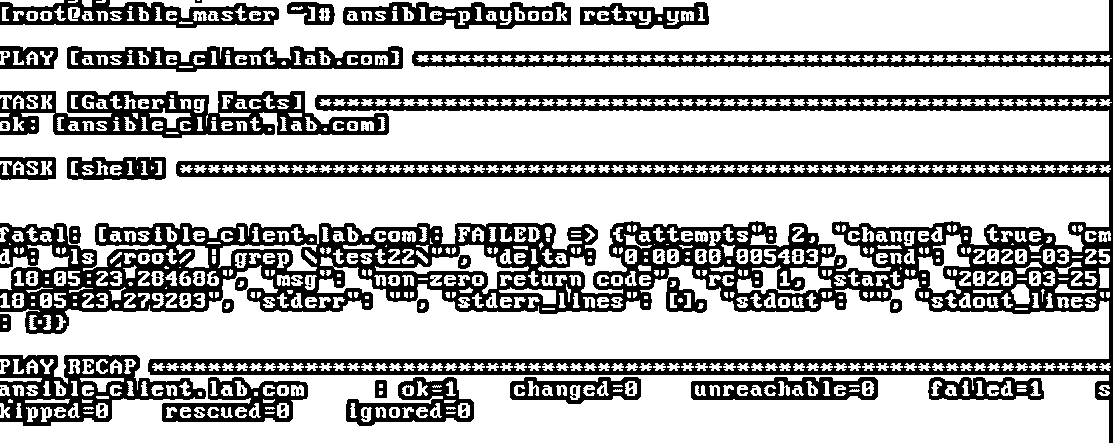 [root@ansible_master ~]# ansible-playbook retry.yml
PLAY [ansible_client.lab.com] **************************************************
TASK [Gathering Facts] *********************************************************
ok: [ansible_client.lab.com]
TASK [shell] *******************************************************************
fatal: [ansible_client.lab.com]: FAILED! => {"attempts": 2, "changed": true, "cm
d": "ls /root/ | grep \"test22\"", "delta": "0:00:00.005483", "end": "2020-03-25
 18:05:23.284686", "msg": "non-zero return code", "rc": 1, "start": "2020-03-25 
18:05:23.279203", "stderr": "", "stderr_lines": [], "stdout": "", "stdout_lines"
: []}
PLAY RECAP *********************************************************************
ansible_client.lab.com     : ok=1    changed=0    unreachable=0    failed=1    s
kipped=0    rescued=0    ignored=0